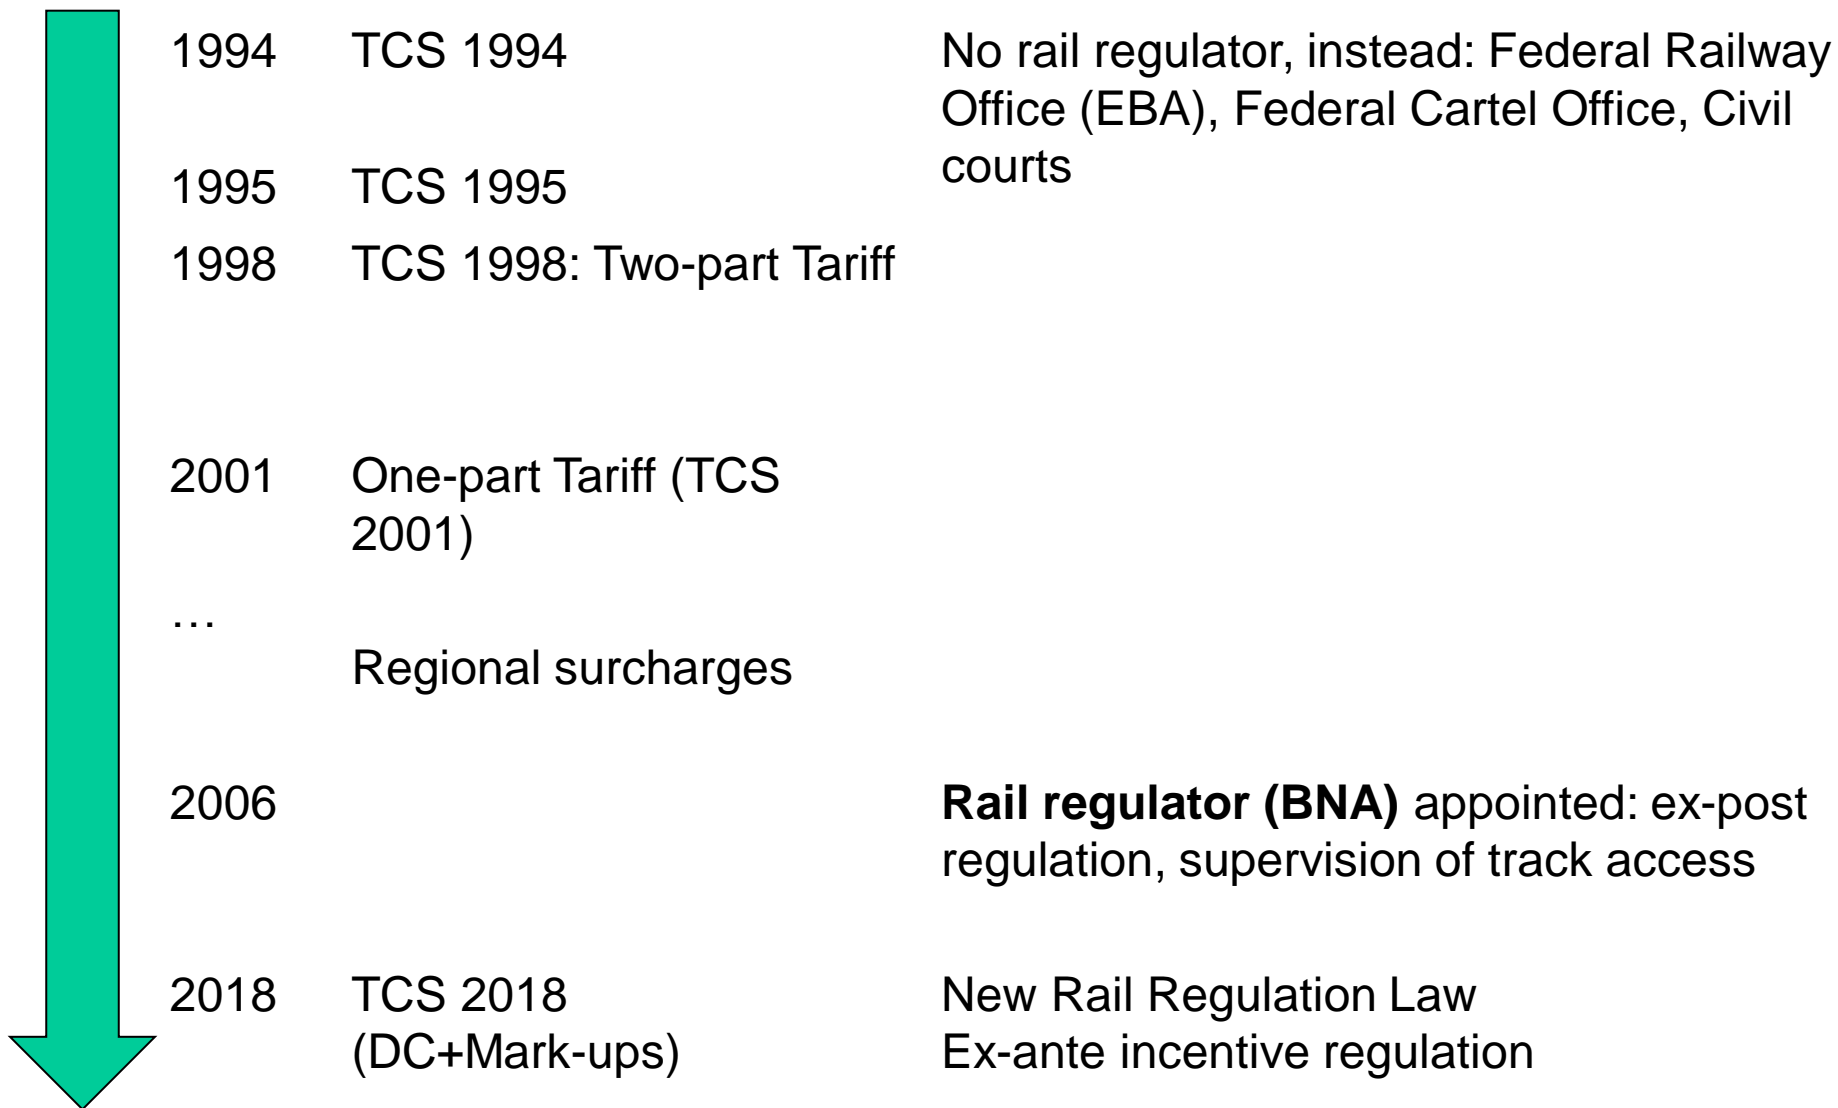 1994 TCS 1994 No rail regulator, instead: Federal Railway
Office (EBA), Federal Cartel Office, Civil
courts
1995 TCS 1995
1998 TCS 1998: Two-part Tariff
2001 One-part Tariff (TCS
2001)
…
Regional surcharges
2006 Rail regulator (BNA) appointed: ex-post
regulation, supervision of track access
2018 TCS 2018 New Rail Regulation Law
(DC+Mark-ups) Ex-ante incentive regulation